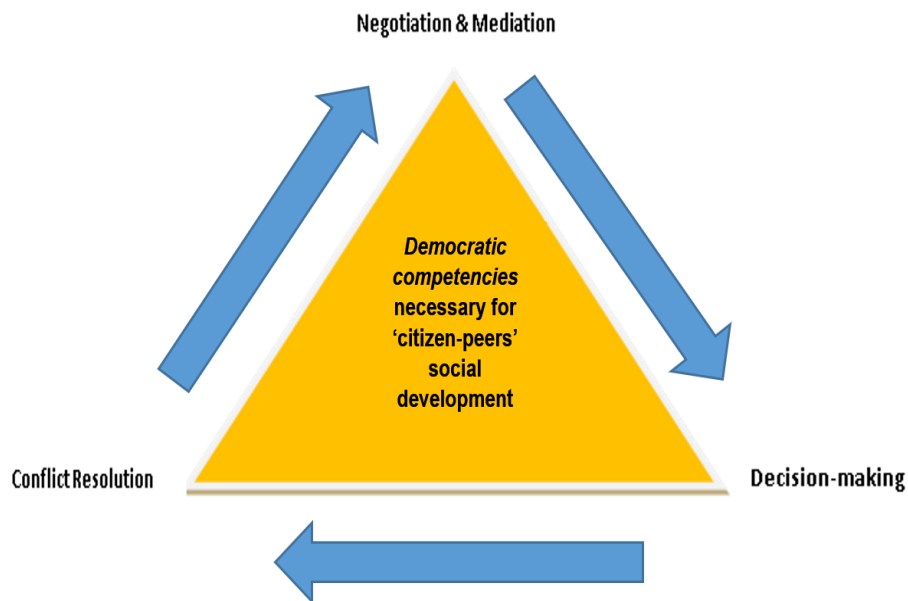 Negotiation & Mediation
Democratic
competencies
necessary for
‘citizen-peers’
social
development
Conflict Resolution
Decision-making